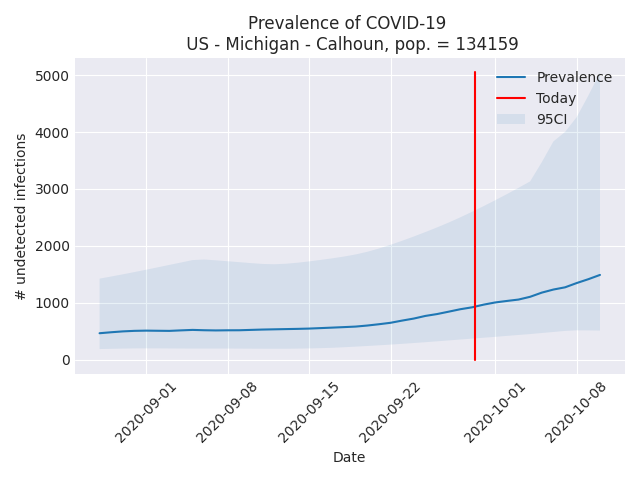 Prevalence of COVID-19
US - Michigan - Calhoun, pop. = 134159
Prevalence
Today
95CI
# undetected infections
5000
4000
3000
2000
1000
0
2020-09-01
2020-09-08
2020-09-15
2020-09-22
2020-10-01
2020-10-08
Date